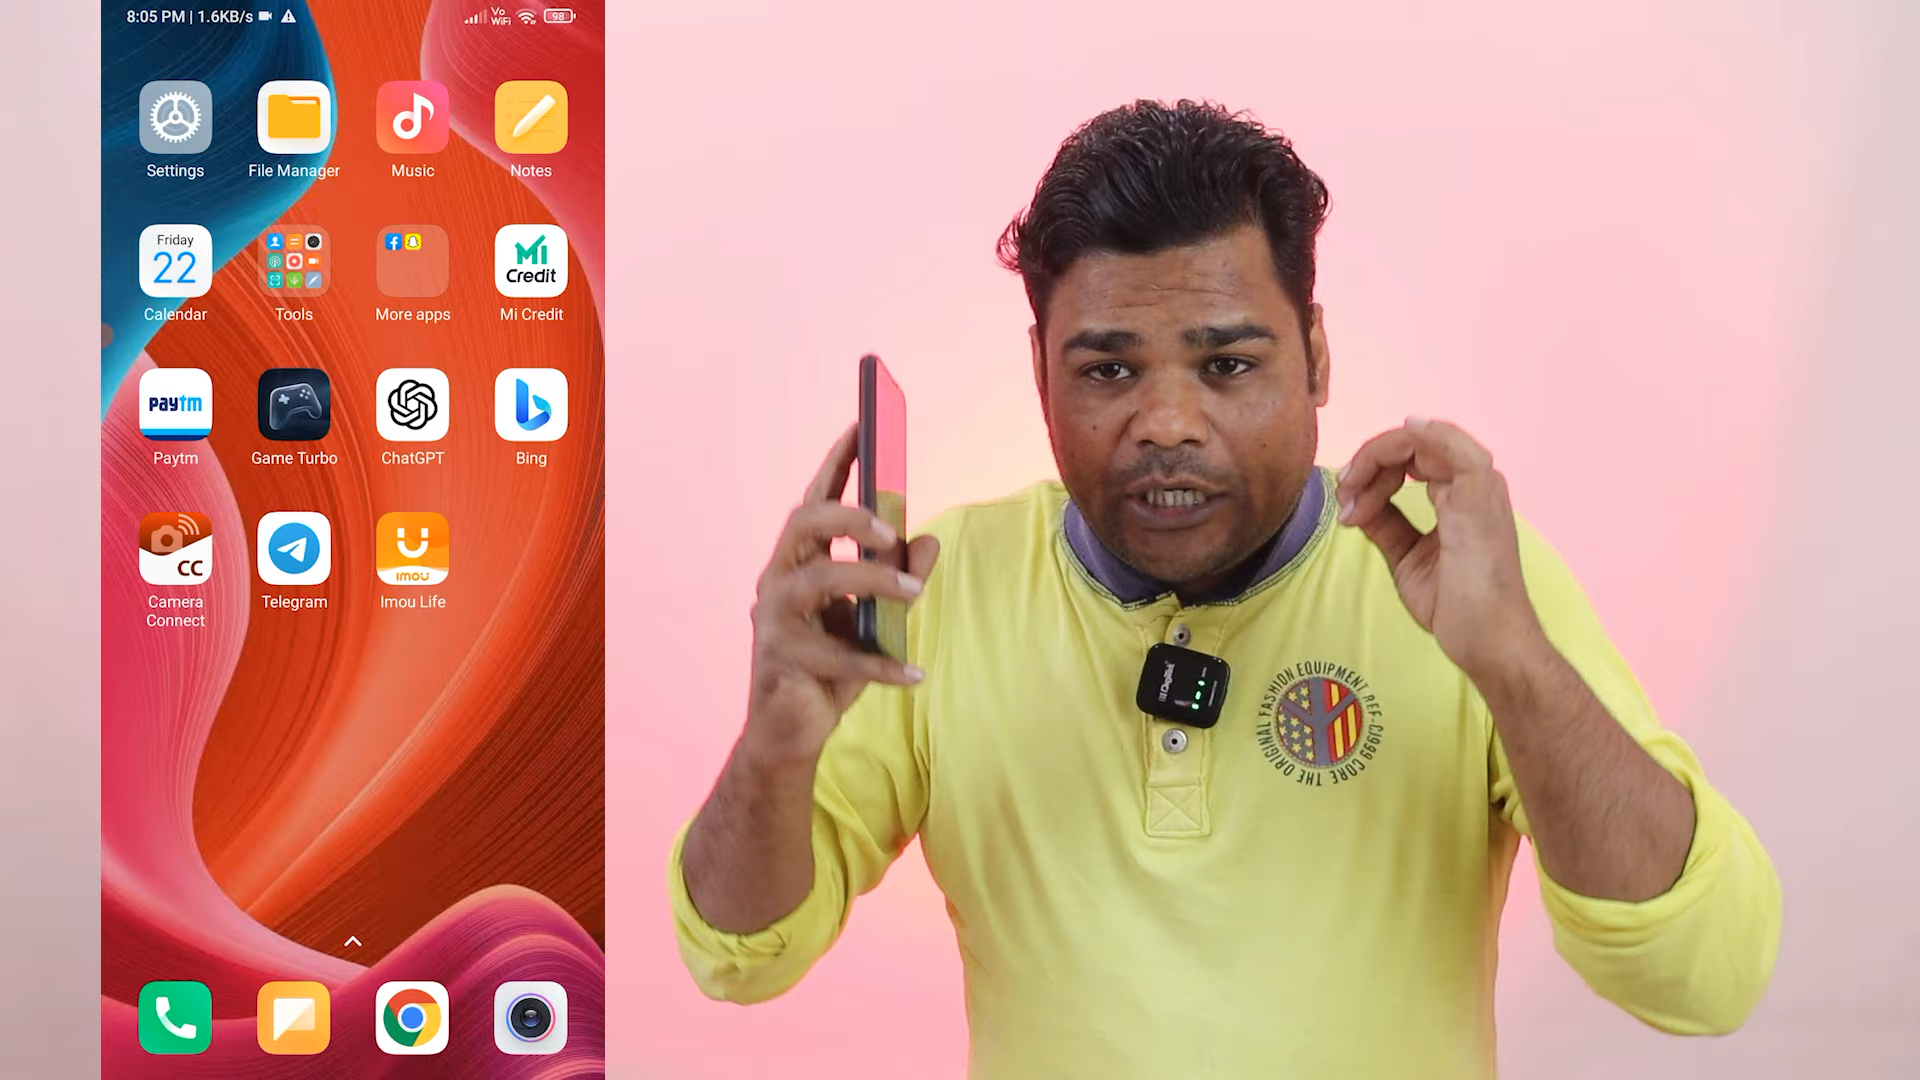 8:05 PM | 1.6KB/s
Vo
WiFi
98
Settings
File Manager
Music
Notes
Friday
22
Mi
Credit
Calendar
Tools
More apps
Mi Credit
paytm
Paytm
Game Turbo
ChatGPT
Bing
CC
imou
Camera
Connect
Telegram
Imou Life
FASHION EQUIPMENT REF-C1999 CORE THE ORIGINAL